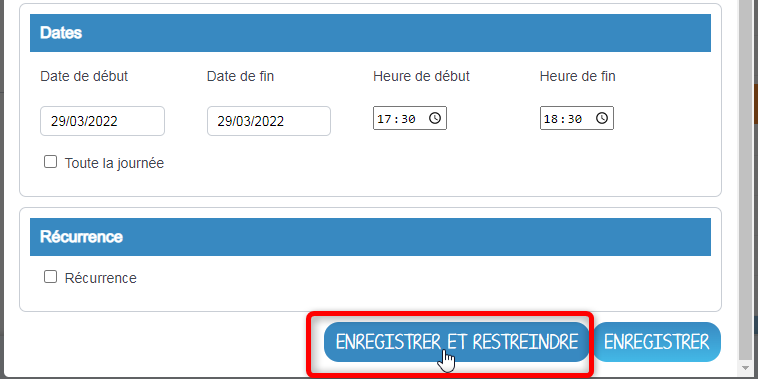 Dates
Date de début Date de fin Heure de début Heure de fin
29/03/2022 29/03/2022 17:30 18:30
Toute la journée
Récurrence
Récurrence
ENREGISTRER ET RESTREINDRE ENREGISTRER